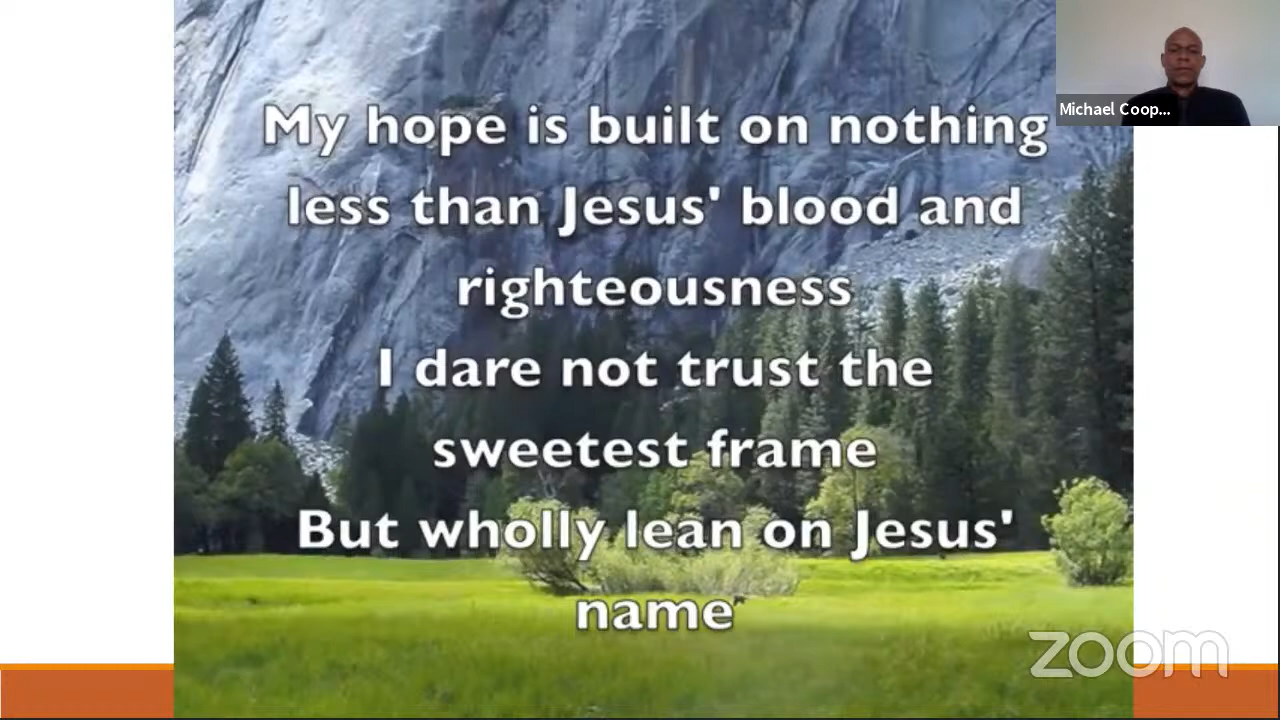 My hope is built on nothing
less than Jesus' blood and
righteousness
I dare not trust the
sweetest frame
But wholly lean on Jesus'
name
Michael Coop...
zoom